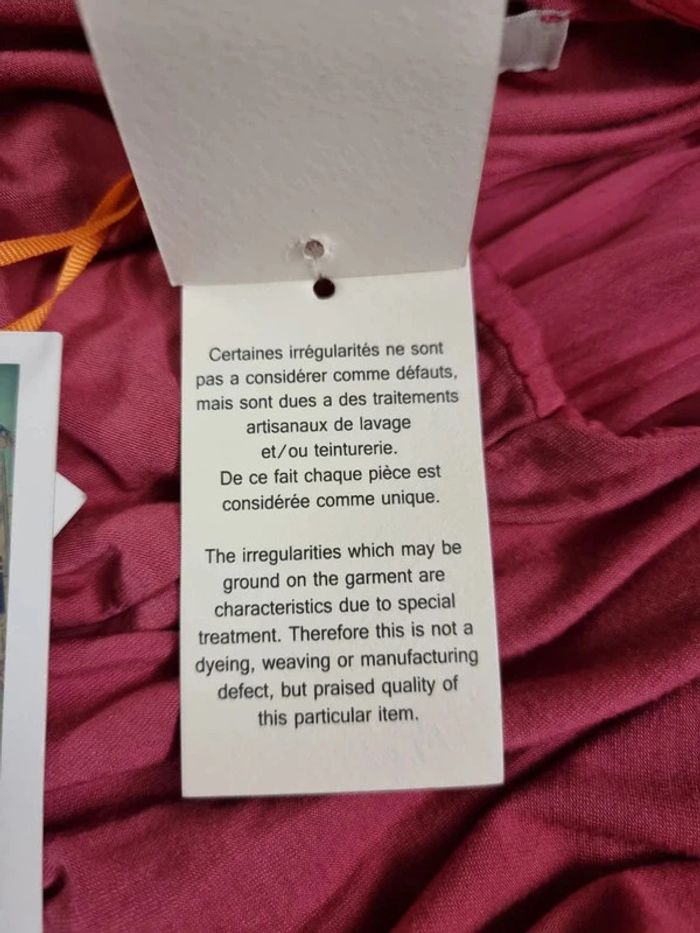 Certaines irrégularités ne sont
pas a considérer comme défauts,
mais sont dues a des traitements
artisanaux de lavage
et/ou teinturerie.
De ce fait chaque pièce est
considérée comme unique.
The irregularities which may be
ground on the garment are
characteristics due to special
treatment. Therefore this is not a
dyeing, weaving or manufacturing
defect, but praised quality of
this particular item.